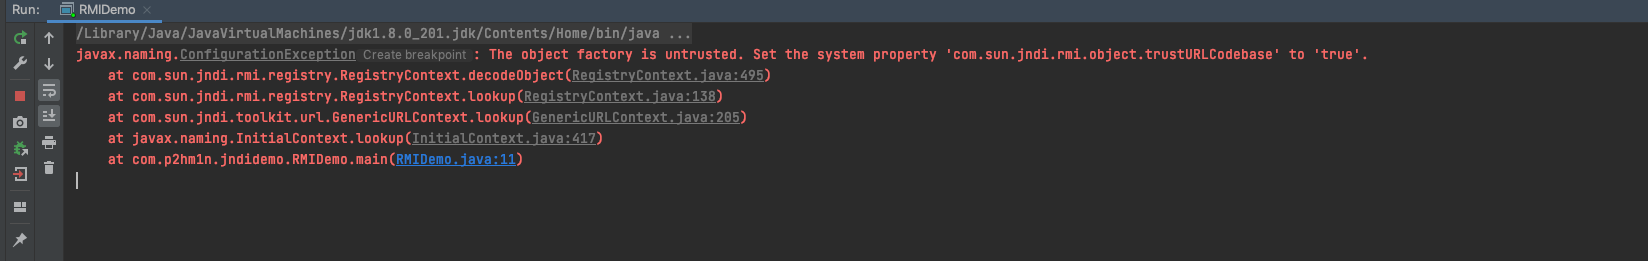 Run: RMIDemo
/Library/Java/JavaVirtualMachines/jdk1.8.0_201.jdk/Contents/Home/bin/java ...
javax.naming.ConfigurationException Create breakpoint : The object factory is untrusted. Set the system property 'com.sun.jndi.rmi.object.trustURLCodebase' to 'true'.
at com.sun.jndi.rmi.registry.RegistryContext.decodeObject(RegistryContext.java:495)
at com.sun.jndi.rmi.registry.RegistryContext.lookup(RegistryContext.java:138)
at com.sun.jndi.toolkit.url.GenericURLContext.lookup(GenericURLContext.java:205)
at javax.naming.InitialContext.lookup(InitialContext.java:417)
at com.p2hm1n.jndidemo.RMIDemo.main(RMIDemo.java:11)